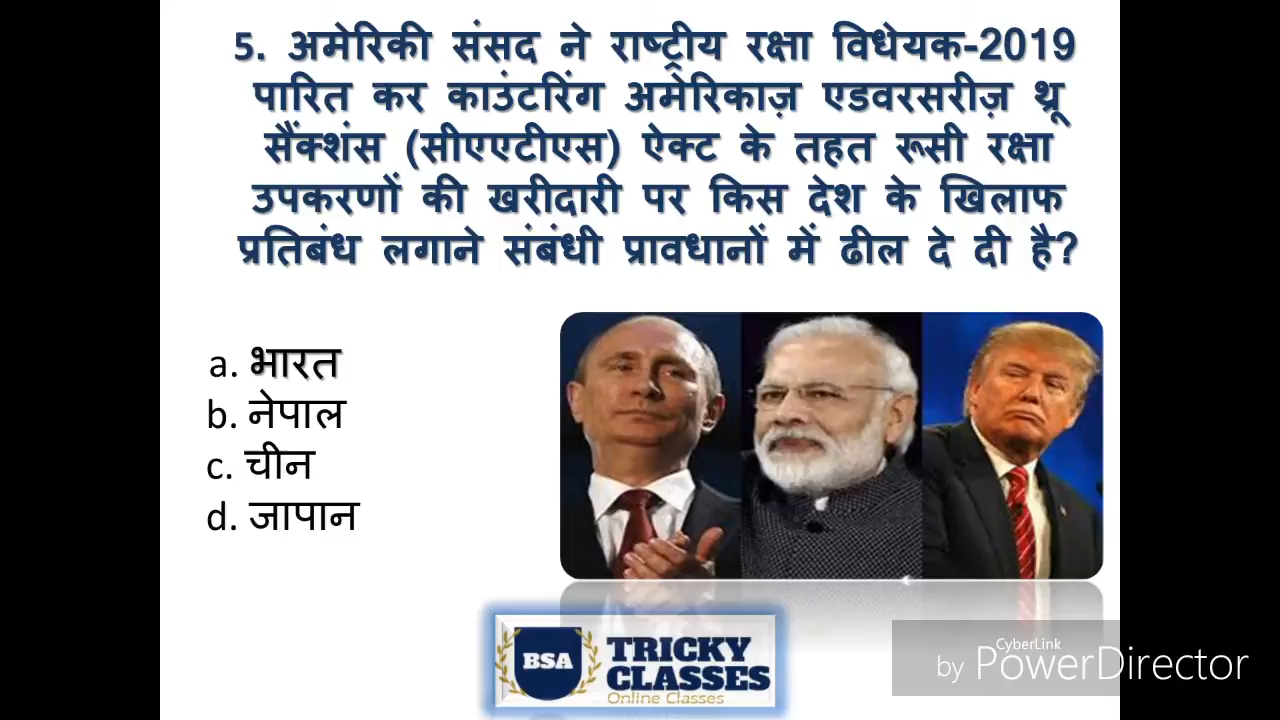 5. अमेरिकी संसद ने राष्ट्रीय रक्षा विधेयक-2019
पारित कर काउंटरिंग अमेरिकाज़ एडवरसरीज़ थ्रू
सैंक्शंस (सीएएटीएस) ऐक्ट के तहत रूसी रक्षा
उपकरणों की खरीदारी पर किस देश के खिलाफ
प्रतिबंध लगाने संबंधी प्रावधानों में ढील दे दी है?
a. भारत
b. नेपाल
c. चीन
d. जापान
BSA
TRICKY
CLASSES
Online Classes
CyberLink
by PowerDirector